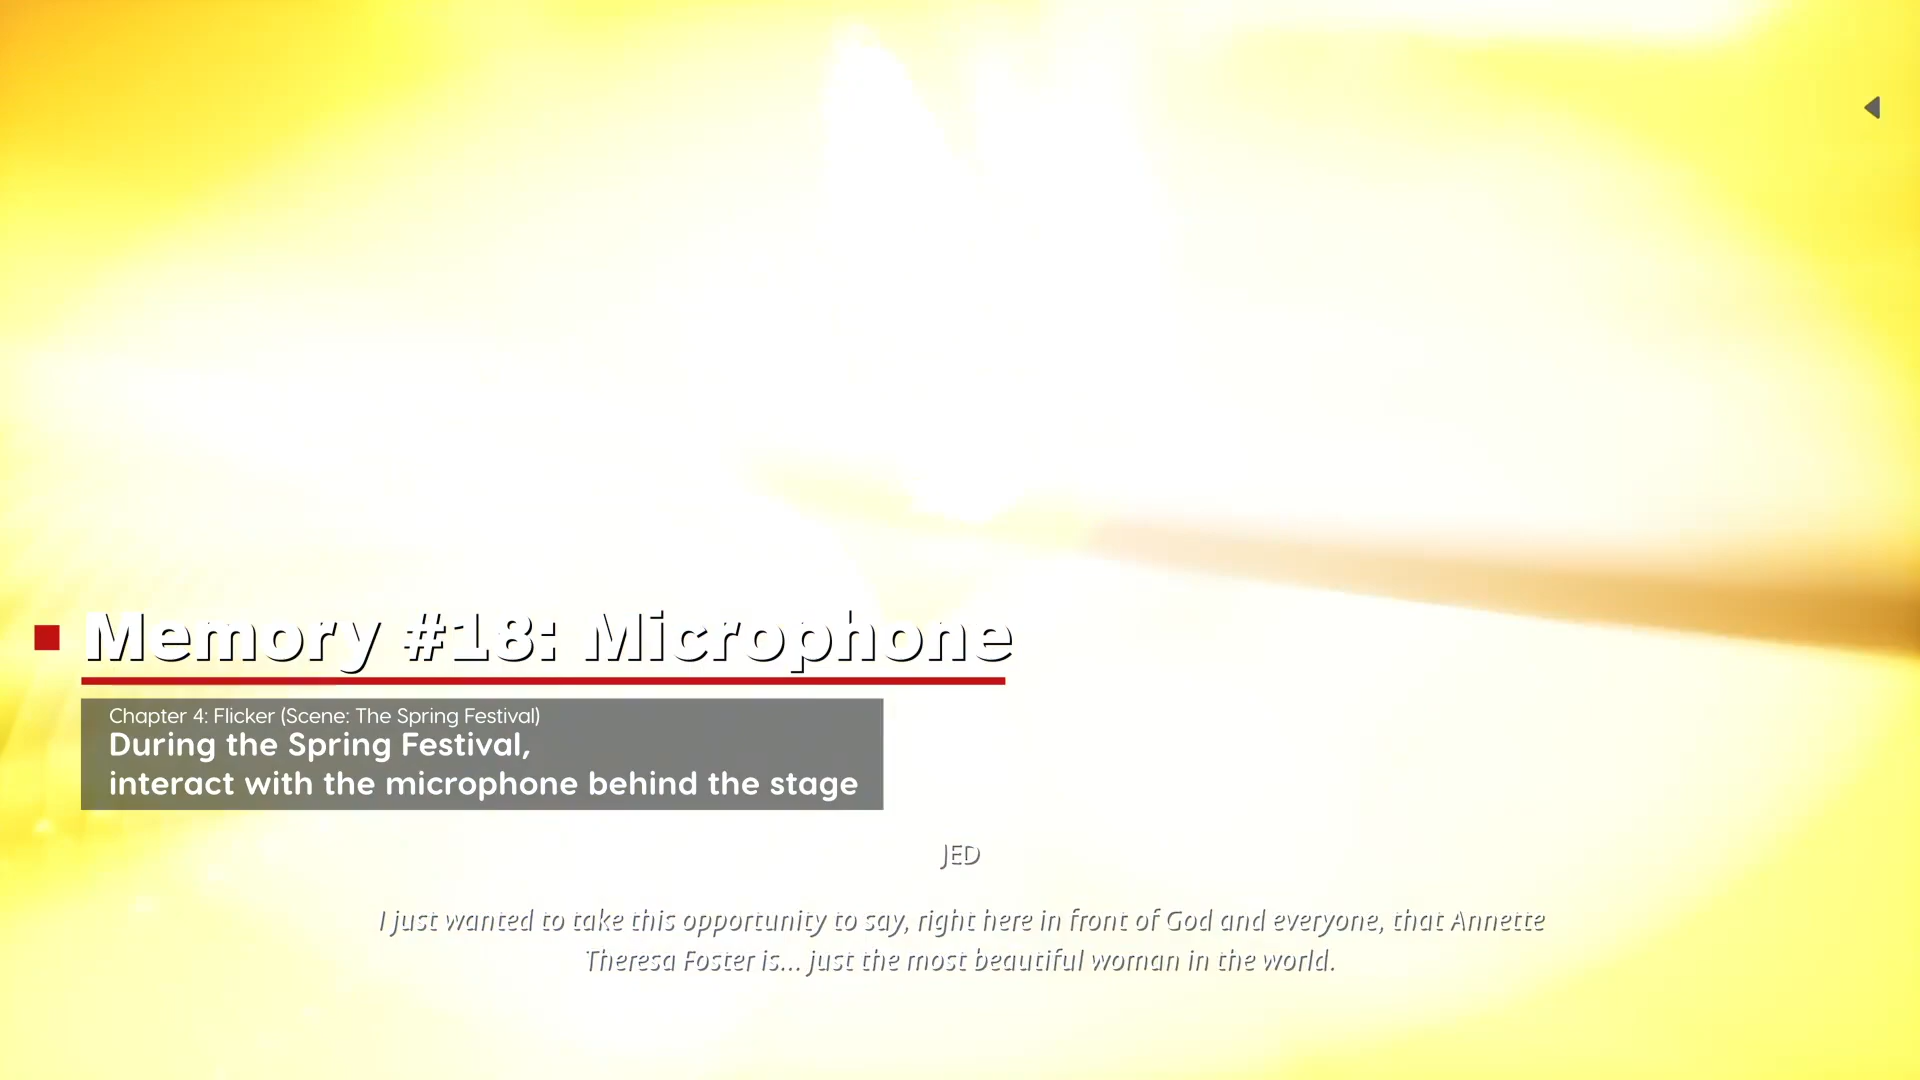 Memory #18: Microphone
Chapter 4: Flicker (Scene: The Spring Festival)
During the Spring Festival,
interact with the microphone behind the stage
JED
I just wanted to take this opportunity to say, right here in front of God and everyone, that Annette
Theresa Foster is... just the most beautiful woman in the world.